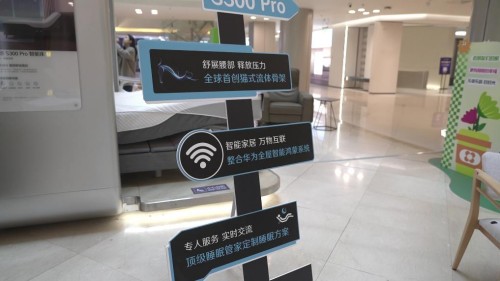 S300 Pro
S300 Pro
舒展腰部 释放压力
全球首创猫式流体骨架
智能家居 万物互联
整合华为全屋智能鸿蒙系统
专人服务 实时交流
顶级睡眠管家定制睡眠方案